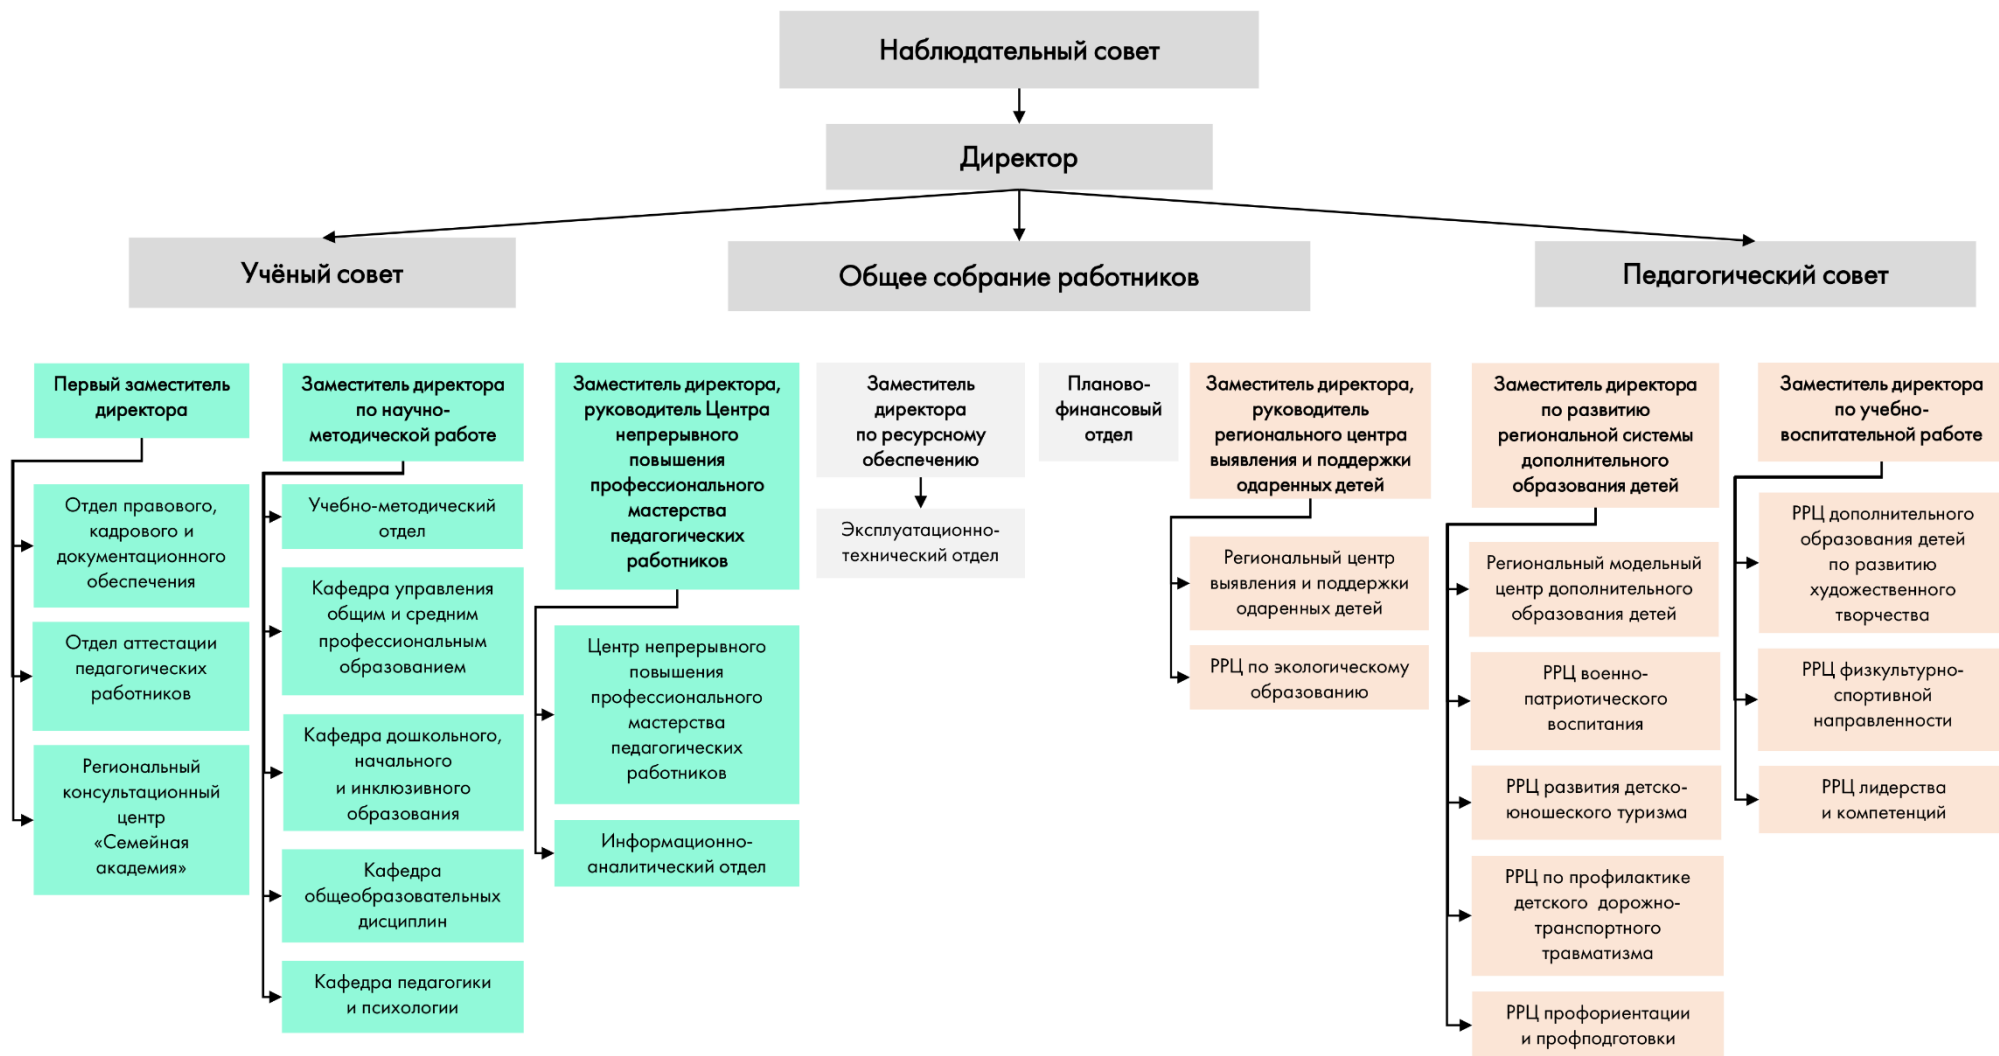 Наблюдательный совет
Директор
Учёный совет
Общее собрание работников
Педагогический совет
Первый заместитель
директора
Отдел правового,
кадрового и
документационного
обеспечения
Отдел аттестации
педагогических
работников
Региональный
консультационный
центр
«Семейная
академия»
Заместитель директора
по научно-
методической работе
Учебно-методический
отдел
Кафедра управления
общим и средним
профессиональным
образованием
Кафедра дошкольного,
начального
и инклюзивного
образования
Кафедра
общеобразовательных
дисциплин
Кафедра педагогики
и психологии
Заместитель директора,
руководитель Центра
непрерывного
повышения
профессионального
мастерства
педагогических
работников
Центр непрерывного
повышения
профессионального
мастерства
педагогических
работников
Информационно-
аналитический отдел
Заместитель
директора
по ресурсному
обеспечению
Эксплуатационно-
технический отдел
Планово-
финансовый
отдел
Заместитель директора,
руководитель
регионального центра
выявления и поддержки
одаренных детей
Региональный центр
выявления и поддержки
одаренных детей
РРЦ по экологическому
образованию
Заместитель директора
по развитию
региональной системы
дополнительного
образования детей
Региональный модельный
центр дополнительного
образования детей
РРЦ военно-
патриотического
воспитания
РРЦ развития детско-
юношеского туризма
РРЦ по профилактике
детского дорожно-
транспортного
травматизма
РРЦ профориентации
и профподготовки
Заместитель директора
по учебно-
воспитательной работе
РРЦ дополнительного
образования детей
по развитию
художественного
творчества
РРЦ физкультурно-
спортивной
направленности
РРЦ лидерства
и компетенций